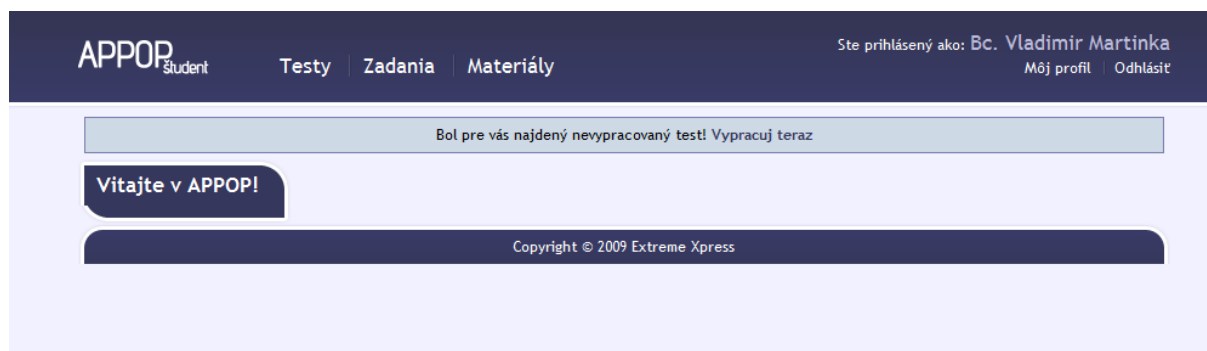 APPOP
študent
Testy Zadania Materiály
Ste prihlásený ako: Bc. Vladimir Martinka
Môj profil Odhlásiť
Bol pre vás najdený nevypracovaný test! Vypracuj teraz
Vitajte v APPOP!
Copyright © 2009 Extreme Xpress